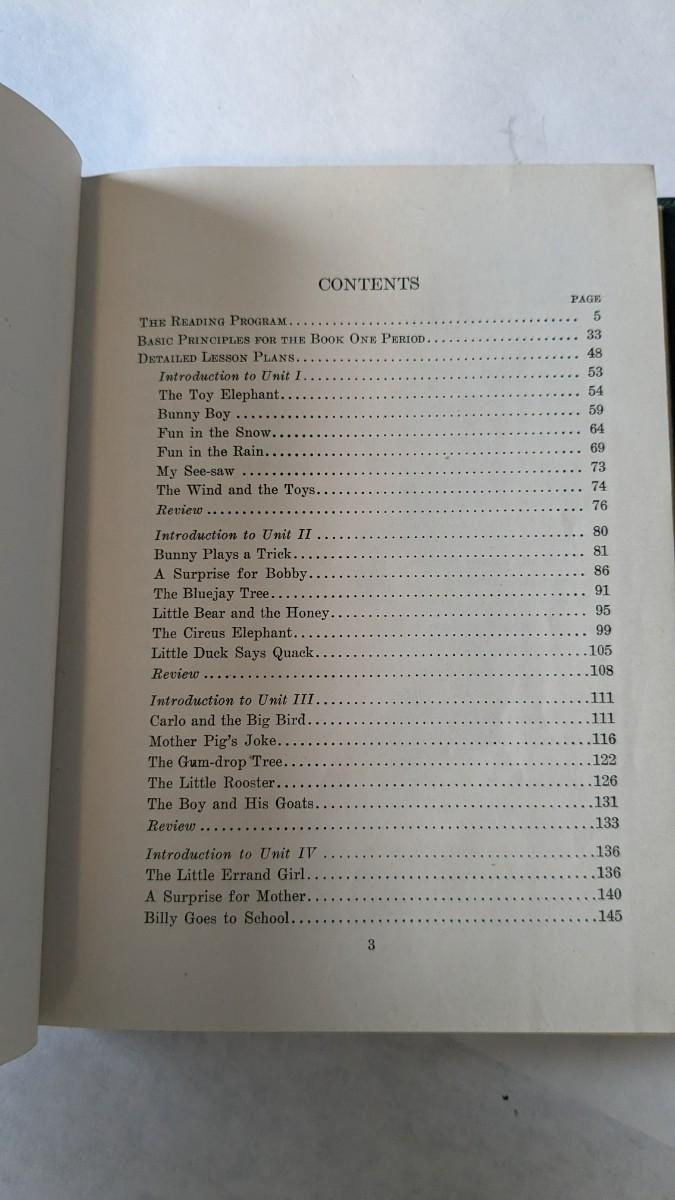 CONTENTS
PAGE
THE READING PROGRAM........................................ 5
BASIC PRINCIPLES FOR THE BOOK ONE PERIOD..................... 33
DETAILED LESSON PLANS....................................... 48
Introduction to Unit I...................................... 53
The Toy Elephant.......................................... 54
Bunny Boy ................................................ 59
Fun in the Snow........................................... 64
Fun in the Rain........................................... 69
My See-saw ............................................... 73
The Wind and the Toys..................................... 74
Review ................................................... 76
Introduction to Unit II .................................... 80
Bunny Plays a Trick........................................ 81
A Surprise for Bobby....................................... 86
The Bluejay Tree........................................... 91
Little Bear and the Honey.................................. 95
The Circus Elephant........................................ 99
Little Duck Says Quack.....................................105
Review ....................................................108
Introduction to Unit III.....................................111
Carlo and the Big Bird......................................111
Mother Pig's Joke...........................................116
The Gum-drop Tree...........................................122
The Little Rooster..........................................126
The Boy and His Goats.......................................131
Review .....................................................133
Introduction to Unit IV .....................................136
The Little Errand Girl......................................136
A Surprise for Mother.......................................140
Billy Goes to School........................................145
3